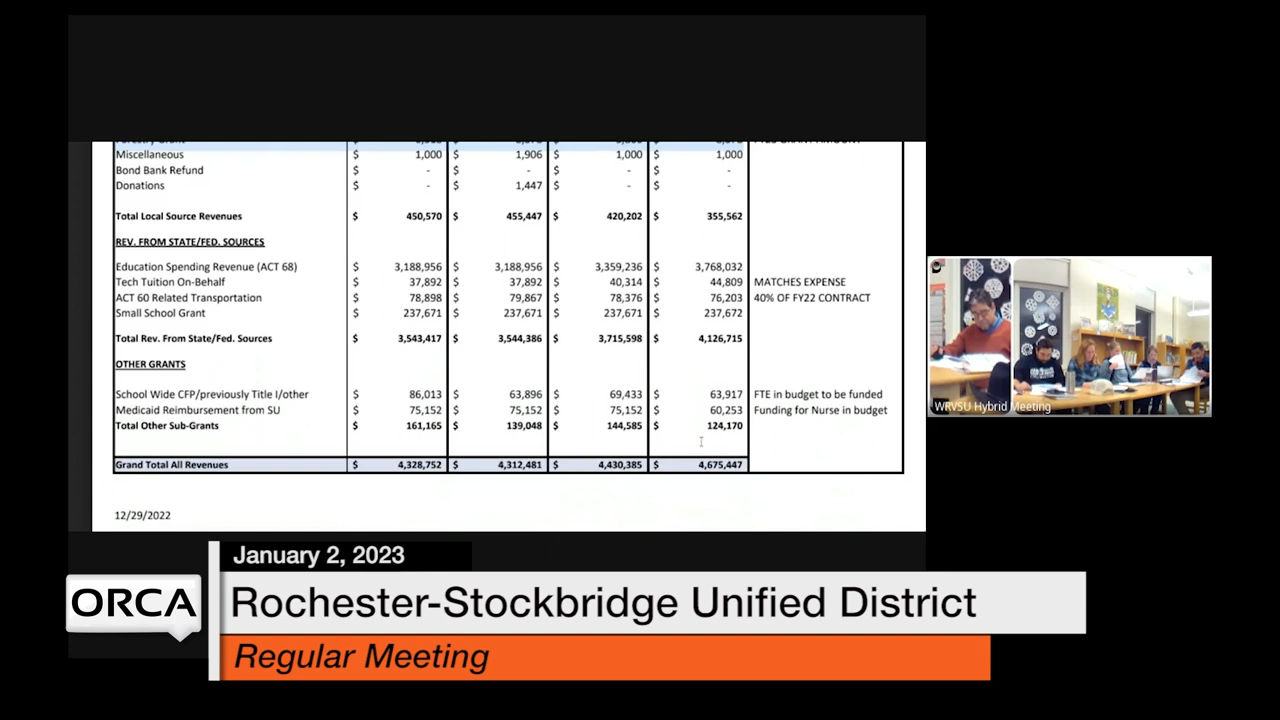 Miscellaneous $ 1,000 $ 1,906 $ 1,000 $ 1,000
Bond Bank Refund $ - $ - $ - $ -
Donations $ - $ 1,447 $ - $ -
Total Local Source Revenues $ 450,570 $ 455,447 $ 420,202 $ 355,562
REV. FROM STATE/FED. SOURCES
Education Spending Revenue (ACT 68) $ 3,188,956 $ 3,188,956 $ 3,359,236 $ 3,768,032
Tech Tuition On-Behalf $ 37,892 $ 37,892 $ 40,314 $ 44,809 MATCHES EXPENSE
ACT 60 Related Transportation $ 78,898 $ 79,867 $ 78,376 $ 76,203 40% OF FY22 CONTRACT
Small School Grant $ 237,671 $ 237,671 $ 237,671 $ 237,672
Total Rev. From State/Fed. Sources $ 3,543,417 $ 3,544,386 $ 3,715,598 $ 4,126,715
OTHER GRANTS
School Wide CFP/previously Title I/other $ 86,013 $ 63,896 $ 69,433 $ 63,917 FTE in budget to be funded
Medicaid Reimbursement from SU $ 75,152 $ 75,152 $ 75,152 $ 60,253 Funding for Nurse in budget
Total Other Sub-Grants $ 161,165 $ 139,048 $ 144,585 $ 124,170
Grand Total All Revenues $ 4,328,752 $ 4,312,481 $ 4,430,385 $ 4,675,447
12/29/2022
WRVSU Hybrid Meeting
January 2, 2023
ORCA
Rochester-Stockbridge Unified District
Regular Meeting